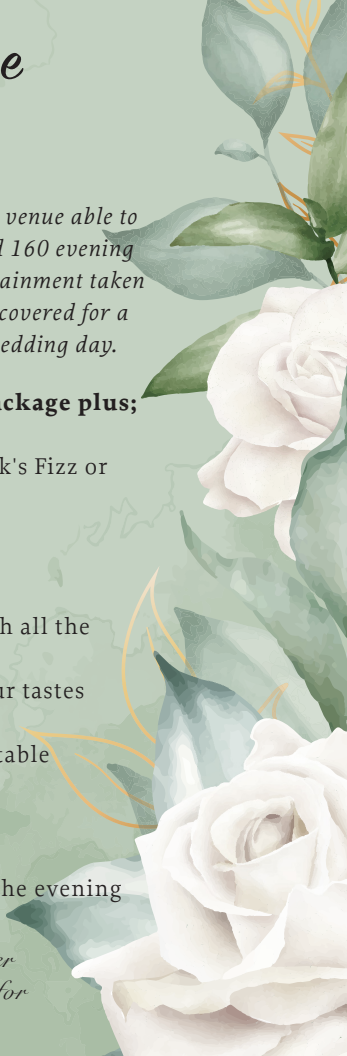 e
venue able to
d 160 evening
ainment taken
covered for a
edding day.
ackage plus;
k's Fizz or
h all the
ur tastes
table
he evening
er
for